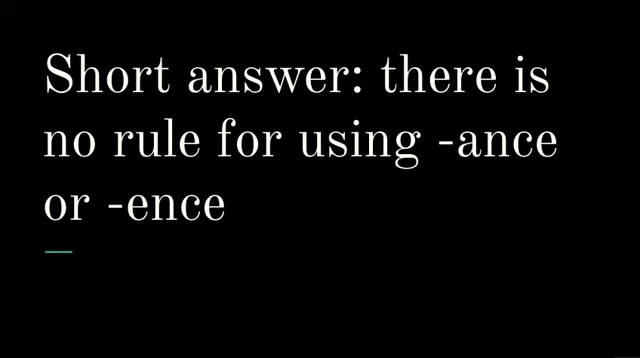 Short answer: there is
no rule for using -ance
or -ence